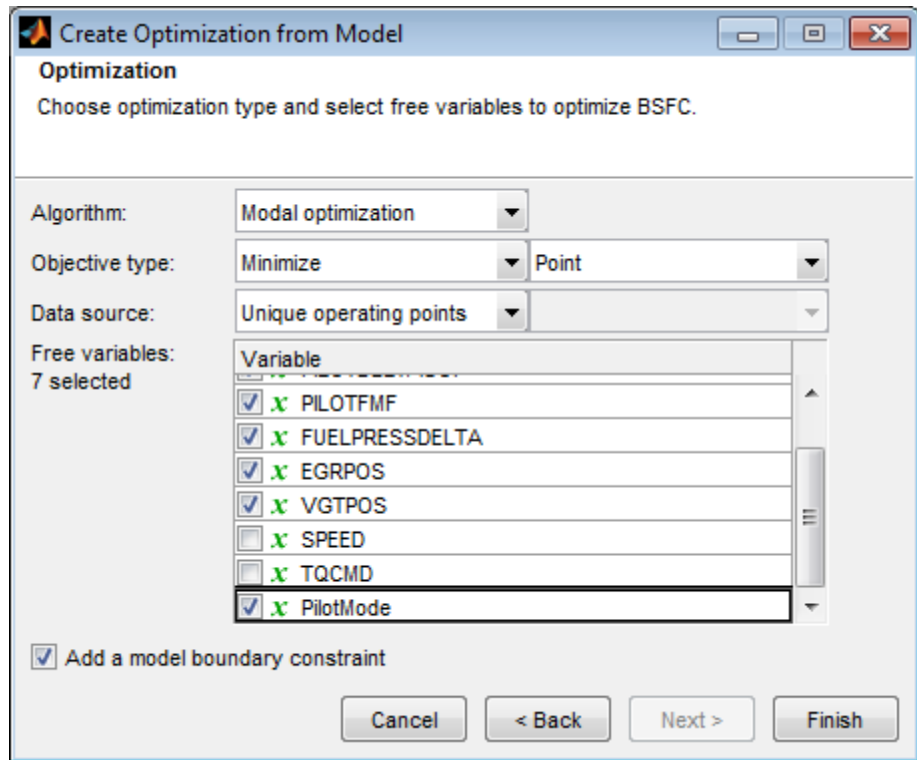 Create Optimization from Model
Optimization
Choose optimization type and select free variables to optimize BSFC.
Algorithm: Modal optimization
Objective type: Minimize Point
Data source: Unique operating points
Free variables:
7 selected
Variable
x PILOTFMF
x FUELPRESSDELTA
x EGRPOS
x VGTPOS
x SPEED
x TQCMD
x PilotMode
Add a model boundary constraint
Cancel < Back Next > Finish